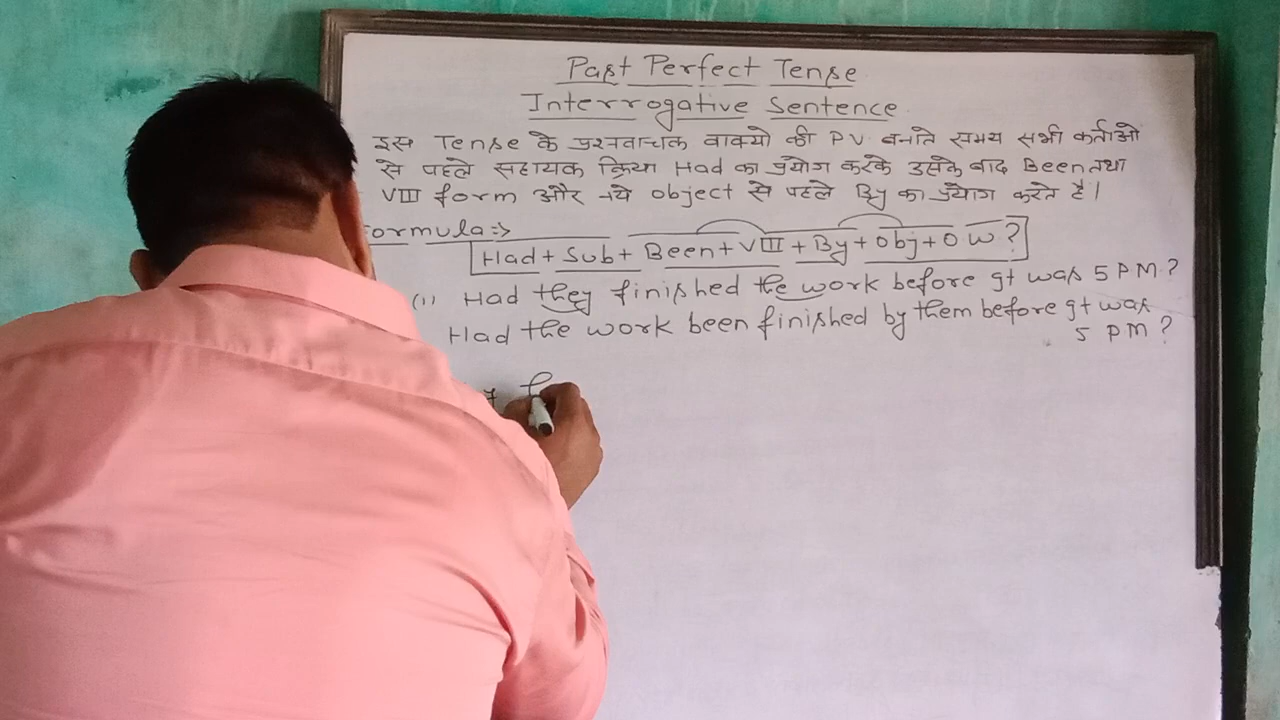 Past Perfect Tense
Interrogative Sentence
इस Tense के प्रश्नवाचक वाक्यो की P.V. बनाते समय सभी कर्ताओ
से पहले सहायक क्रिया Had का प्रयोग करके उसके बाद Been तथा
VIII form और नये object से पहले By का प्रयोग करते है।
Formula:⇒
Had + Sub + Been + VIII + By + Obj + O W ?
(1) Had they finished the work before It was 5 P.M.?
Had the work been finished by them before It was
5 PM ?